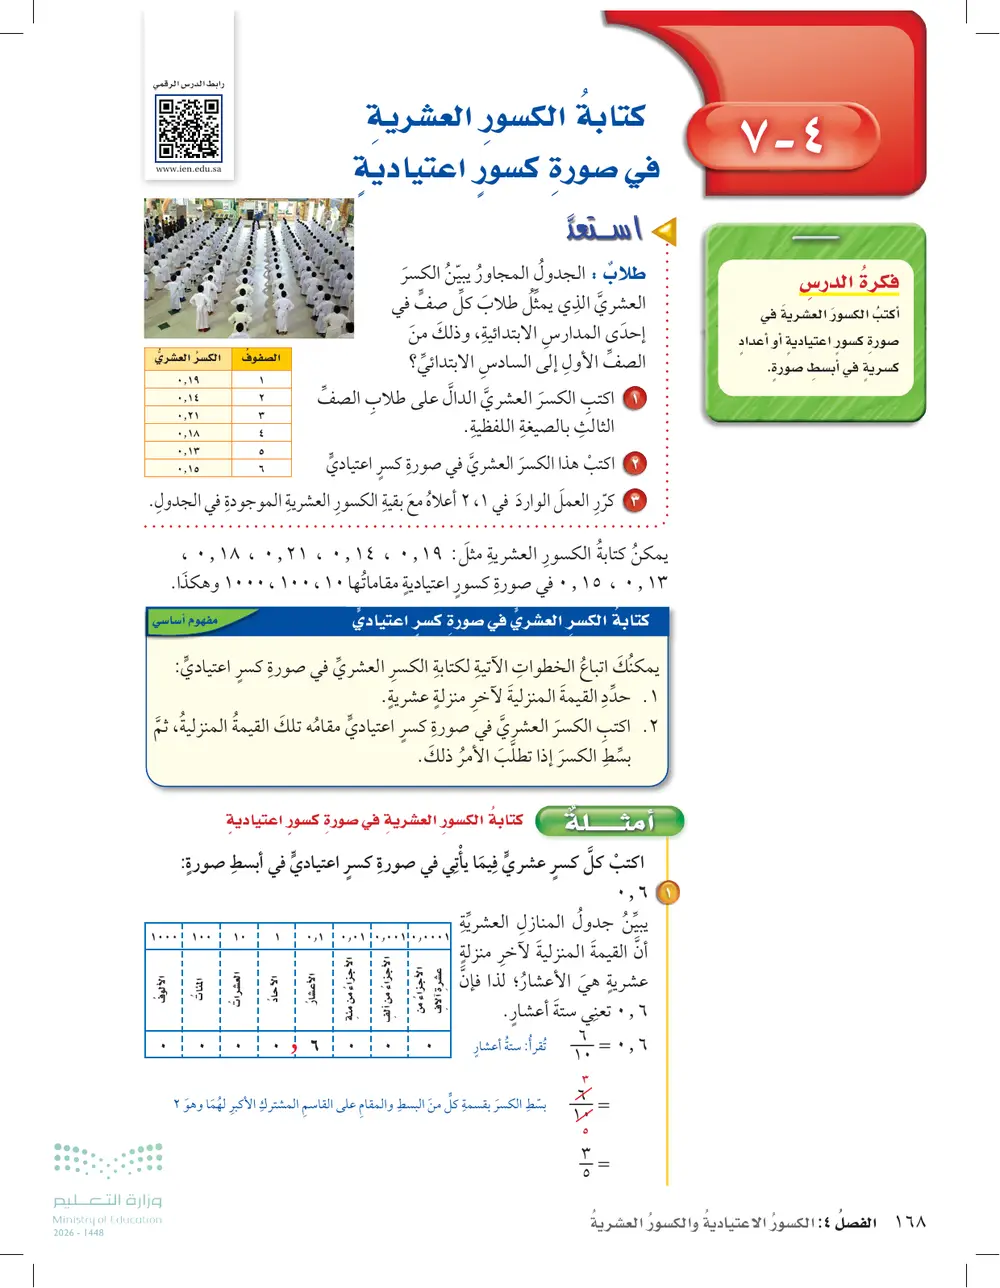 رابط الدرس الرقمي
www.ien.edu.sa
٤ - ٧
كتابةُ الكسورِ العشريةِ
في صورةِ كسورٍ اعتياديةٍ
فكرةُ الدرسِ
أكتبُ الكسورَ العشريةَ في
صورةِ كسورٍ اعتياديةٍ أو أعدادٍ
كسريةٍ في أبسطِ صورةٍ.
استعدَّ
طلابٌ : الجدولُ المجاورُ يبيّنُ الكسرَ
العشريَّ الذِي يمثِّلُ طلابَ كلِّ صفٍّ في
إحدَى المدارسِ الابتدائيةِ، وذلكَ منَ
الصفِّ الأولِ إلى السادسِ الابتدائيِّ؟
الصفوفُ الكسرُ العشريُّ
١ ٠,١٩
٢ ٠,١٤
٣ ٠,٢١
٤ ٠,١٨
٥ ٠,١٣
٦ ٠,١٥
١ اكتبِ الكسرَ العشريَّ الدالَّ على طلابِ الصفِّ
الثالثِ بالصيغةِ اللفظيةِ.
٢ اكتبْ هذا الكسرَ العشريَّ في صورةِ كسرٍ اعتياديٍّ
٣ كرّرِ العملَ الواردَ في ١، ٢ أعلاهُ معَ بقيةِ الكسورِ العشريةِ الموجودةِ في الجدولِ.
يمكنُ كتابةُ الكسورِ العشريةِ مثلَ: ٠,١٩ ، ٠,١٤ ، ٠,٢١ ، ٠,١٨ ،
٠,١٣ ، ٠,١٥ في صورةِ كسورٍ اعتياديةٍ مقاماتُها ١٠، ١٠٠، ١٠٠٠ وهكذَا.
كتابةُ الكسرِ العشريِّ في صورةِ كسرٍ اعتياديٍّ
مفهوم أساسي
يمكنُكَ اتباعُ الخطواتِ الآتيةِ لكتابةِ الكسرِ العشريِّ في صورةِ كسرٍ اعتياديٍّ:
١. حدِّدِ القيمةَ المنزليةَ لآخرِ منزلةٍ عشريةٍ.
٢. اكتبِ الكسرَ العشريَّ في صورةِ كسرٍ اعتياديٍّ مقامُه تلكَ القيمةُ المنزليةُ، ثمَّ
بسِّطِ الكسرَ إذا تطلَّبَ الأمرُ ذلكَ.
أمثــلةٌ
كتابةُ الكسورِ العشريةِ في صورةِ كسورٍ اعتياديةٍ
اكتبْ كلَّ كسرٍ عشريٍّ فِيمَا يأْتِي في صورةِ كسرٍ اعتياديٍّ في أبسطِ صورةٍ:
١ ٠,٦
يبيِّنُ جدولُ المنازلِ العشريَّةِ
أنَّ القيمةَ المنزليةَ لآخرِ منزلةٍ
عشريةٍ هيَ الأعشارُ؛ لذا فإنَّ
٠,٦ تعنِي ستةَ أعشارٍ.
١٠٠٠ ١٠٠ ١٠ ١ ٠,١ ٠,٠١ ٠,٠٠١ ٠,٠٠٠١
الألوفُ المئاتُ العشراتُ الآحادُ الأعشارُ الأجزاءُ من مئةِ الأجزاءُ من ألفِ الأجزاءُ من عشرةِ آلافِ
٠ ٠ ٠ ٠ , ٦ ٠ ٠ ٠
٠,٦ = ٦/١٠ تُقرأُ: ستةُ أعشارٍ
= ٦/١٠ ٣ ٥ بسّطِ الكسرَ بقسمةِ كلٍّ منَ البسطِ والمقامِ على القاسمِ المشتركِ الأكبرِ لهُمَا وهوَ ٢
= ٣/٥
وزارة التعـليم
Ministry of Education
2026 - 1448
١٦٨ الفصلُ ٤: الكسورُ الاعتياديةُ والكسورُ العشريةُ